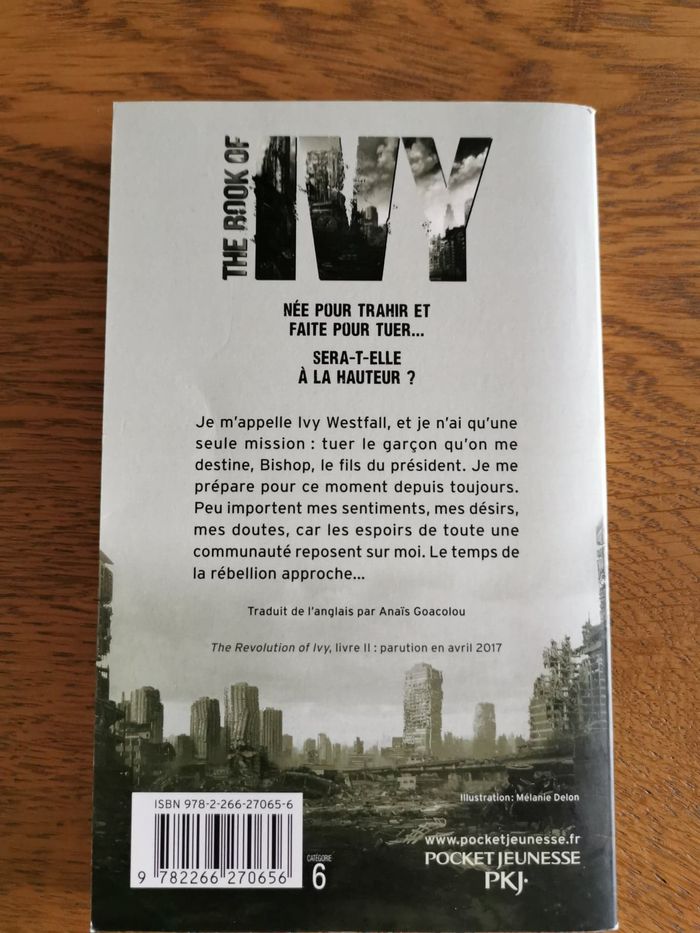 THE BOOK OF
IVY
NÉE POUR TRAHIR ET
FAITE POUR TUER...
SERA-T-ELLE
À LA HAUTEUR ?
Je m'appelle Ivy Westfall, et je n'ai qu'une
seule mission : tuer le garçon qu'on me
destine, Bishop, le fils du président. Je me
prépare pour ce moment depuis toujours.
Peu importent mes sentiments, mes désirs,
mes doutes, car les espoirs de toute une
communauté reposent sur moi. Le temps de
la rébellion approche...
Traduit de l'anglais par Anaïs Goacolou
The Revolution of Ivy, livre II : parution en avril 2017
Illustration : Mélanie Delon
ISBN 978-2-266-27065-6
9 782266 270656
CATÉGORIE
6
www.pocketjeunesse.fr
POCKET JEUNESSE
PKJ·